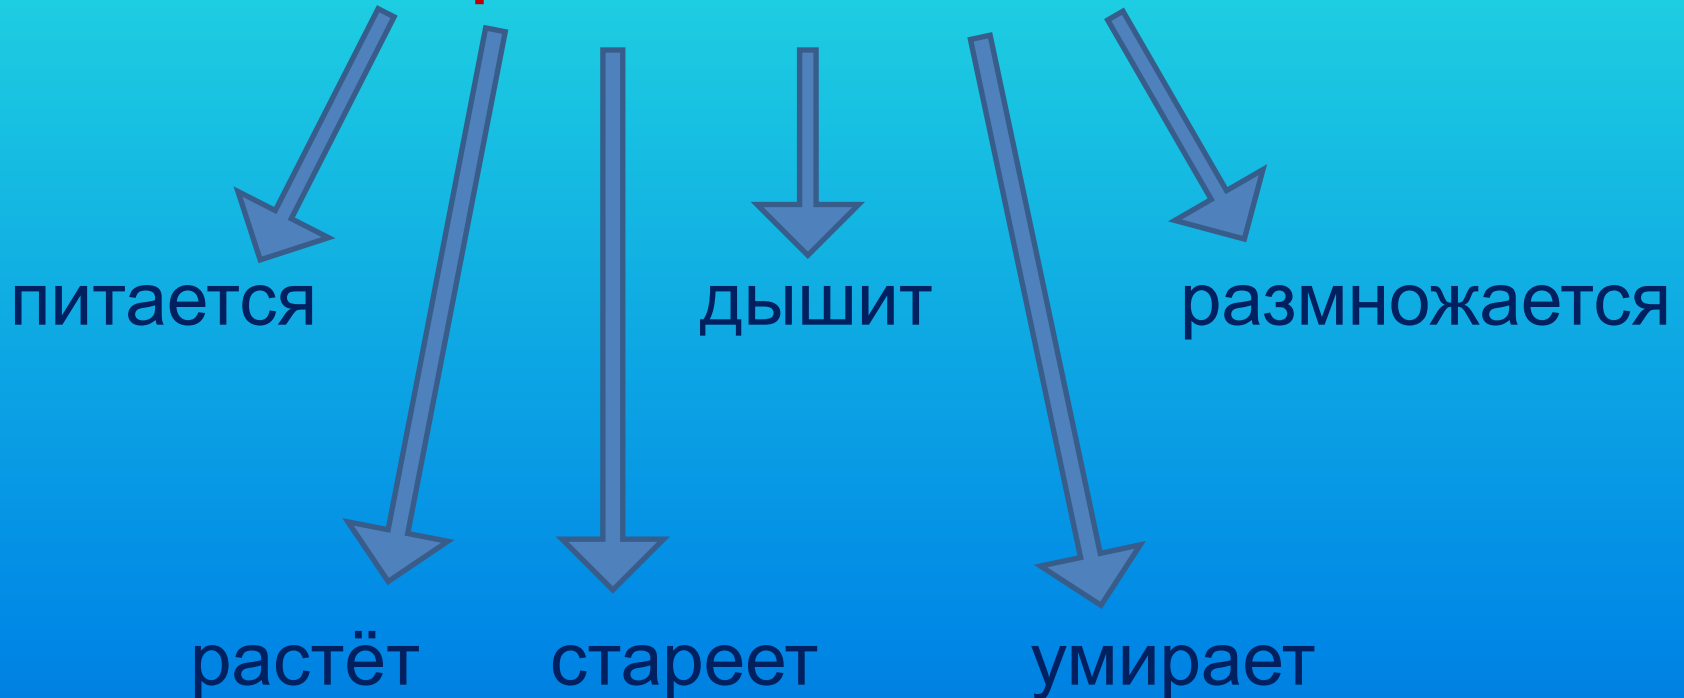 питается дышит размножается
растёт стареет умирает